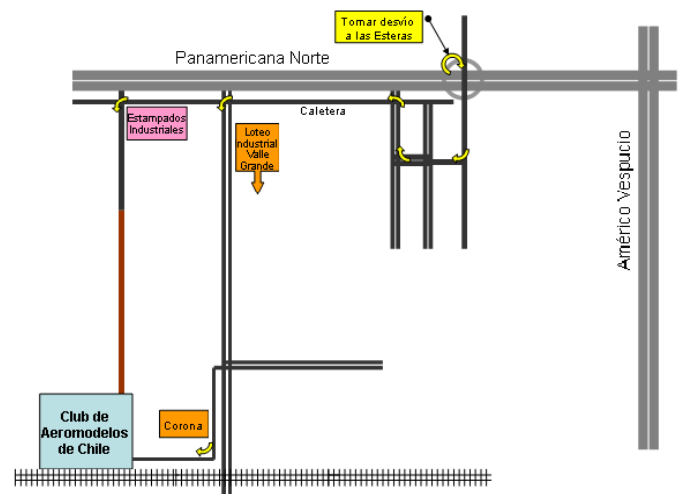 Tomar desvío
a las Esteras
Panamericana Norte
Estampados
Industriales
Caletera
Loteo
ndustrial
Valle
Grande
Américo Vespucio
Club de
Aeromodelos
de Chile
Corona